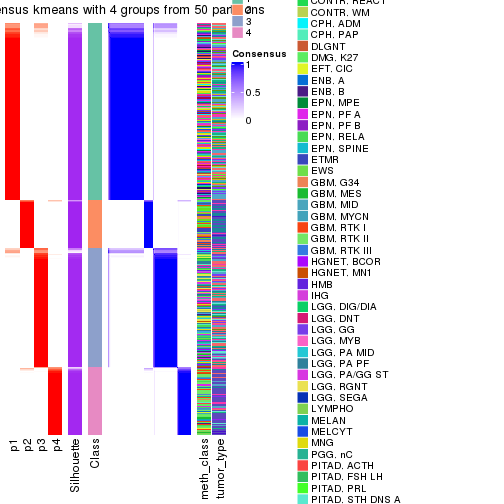 nsus kmeans with 4 groups from 50 par
ons
2
3
4
Consensus
1
0.5
0
p1
p2
p3
p4
Silhouette
Class
meth_class
tumor_type
CONTR. REACT
CONTR. WM
CPH. ADM
CPH. PAP
DLGNT
DMG. K27
EFT. CIC
ENB. A
ENB. B
EPN. MPE
EPN. PF A
EPN. PF B
EPN. RELA
EPN. SPINE
ETMR
EWS
GBM. G34
GBM. MES
GBM. MID
GBM. MYCN
GBM. RTK I
GBM. RTK II
GBM. RTK III
HGNET. BCOR
HGNET. MN1
HMB
IHG
LGG. DIG/DIA
LGG. DNT
LGG. GG
LGG. MYB
LGG. PA MID
LGG. PA PF
LGG. PA/GG ST
LGG. RGNT
LGG. SEGA
LYMPHO
MELAN
MELCYT
MNG
PGG. nC
PITAD. ACTH
PITAD. FSH LH
PITAD. PRL
PITAD. STH DNS A